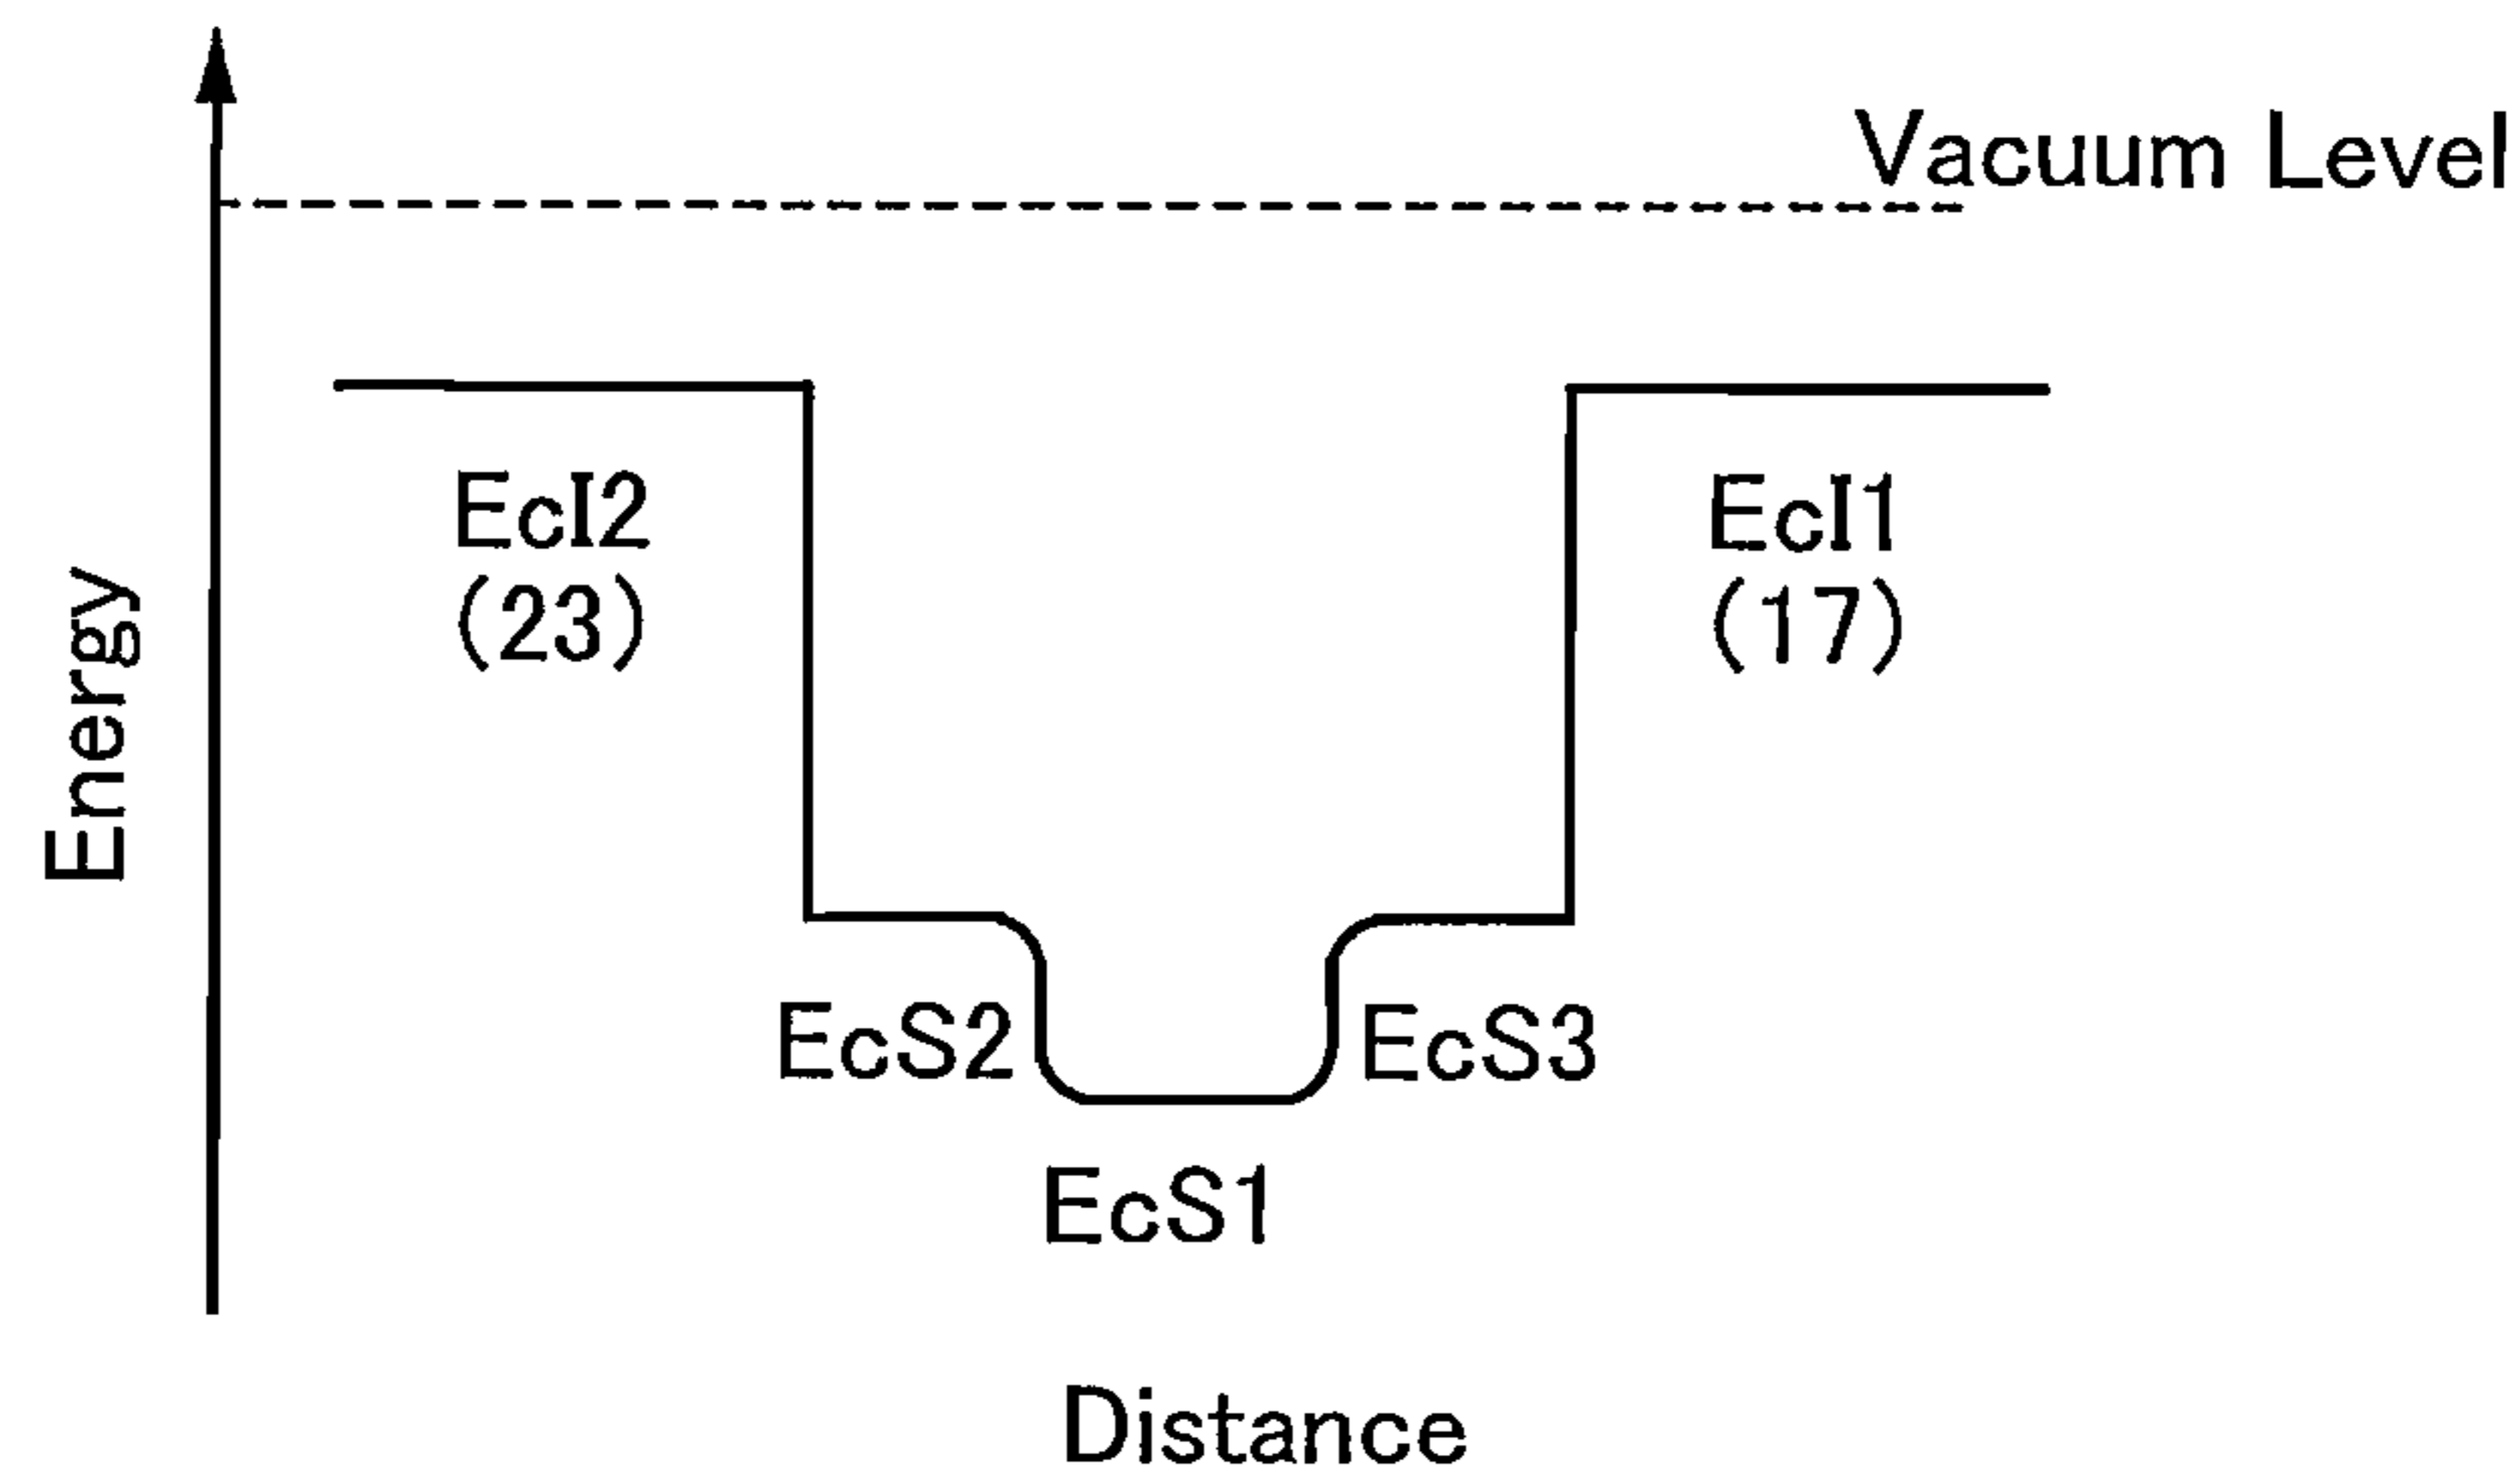 Vacuum Level
EcI2
(23)
EcI1
(17)
Energy
EcS2
EcS3
EcS1
Distance